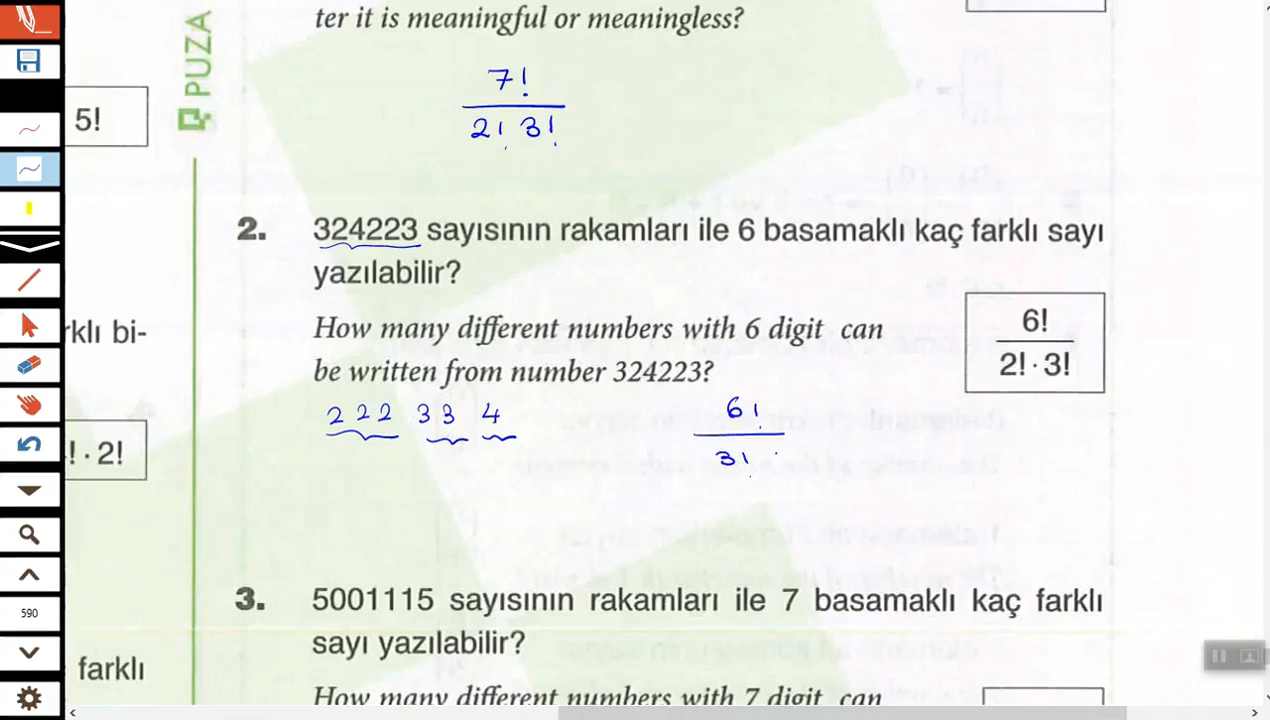 ter it is meaningful or meaningless?
PUZA
7!
2! 3!
5!
2. 324223 sayısının rakamları ile 6 basamaklı kaç farklı sayı
yazılabilir?
How many different numbers with 6 digit can
be written from number 324223?
6!
2! · 3!
rklı bi-
222 33 4
6!
3!
! · 2!
3. 5001115 sayısının rakamları ile 7 basamaklı kaç farklı
sayı yazılabilir?
590
farklı
How many different numbers with 7 digit can